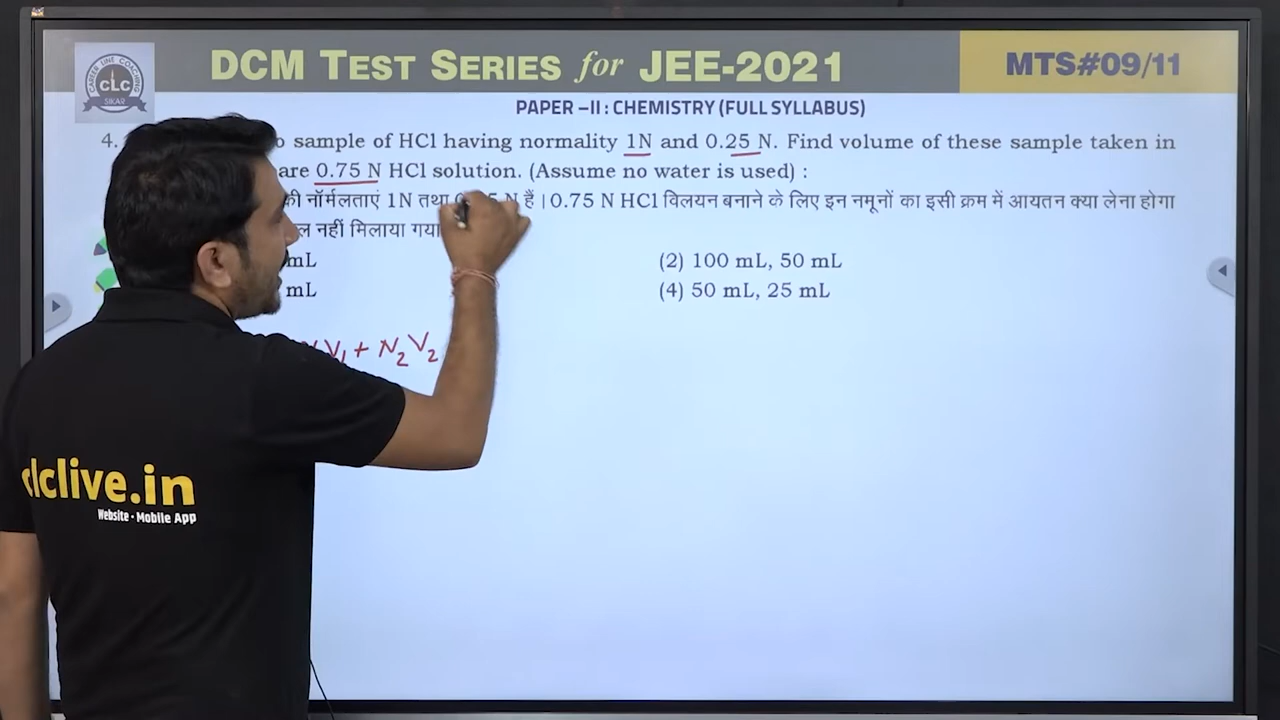 DCM TEST SERIES for JEE-2021
MTS#09/11
CAREER LINE COACHING
CLC
SIKAR
PAPER –II : CHEMISTRY (FULL SYLLABUS)
4. sample of HCl having normality 1N and 0.25 N. Find volume of these sample taken in
0.75 N HCl solution. (Assume no water is used) :
की नॉर्मलताएं 1N तथा N हैं। 0.75 N HCl विलयन बनाने के लिए इन नमूनों का इसी क्रम में आयतन क्या लेना होगा
नहीं मिलाया गया
mL (2) 100 mL, 50 mL
mL (4) 50 mL, 25 mL
V₁ + N₂V₂
clclive.in
Website · Mobile App